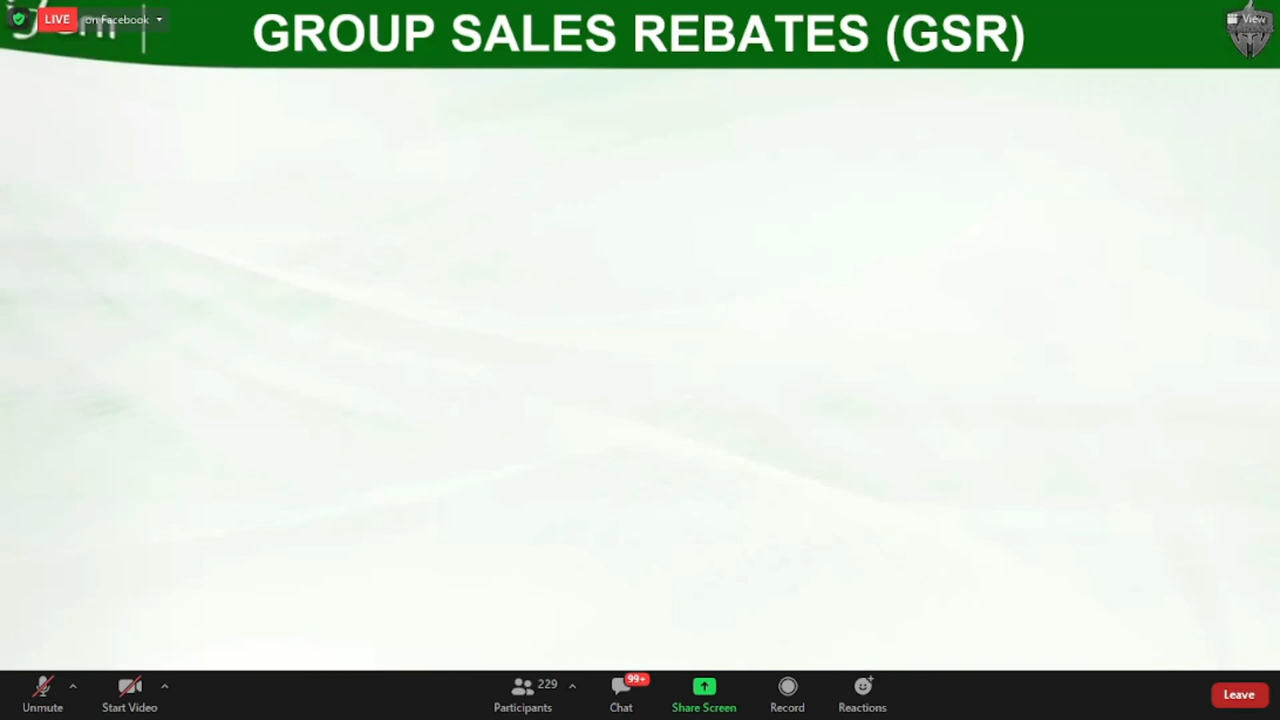 LIVE on Facebook
GROUP SALES REBATES (GSR)
View
229
99+
Unmute
Start Video
Participants
Chat
Share Screen
Record
Reactions
Leave